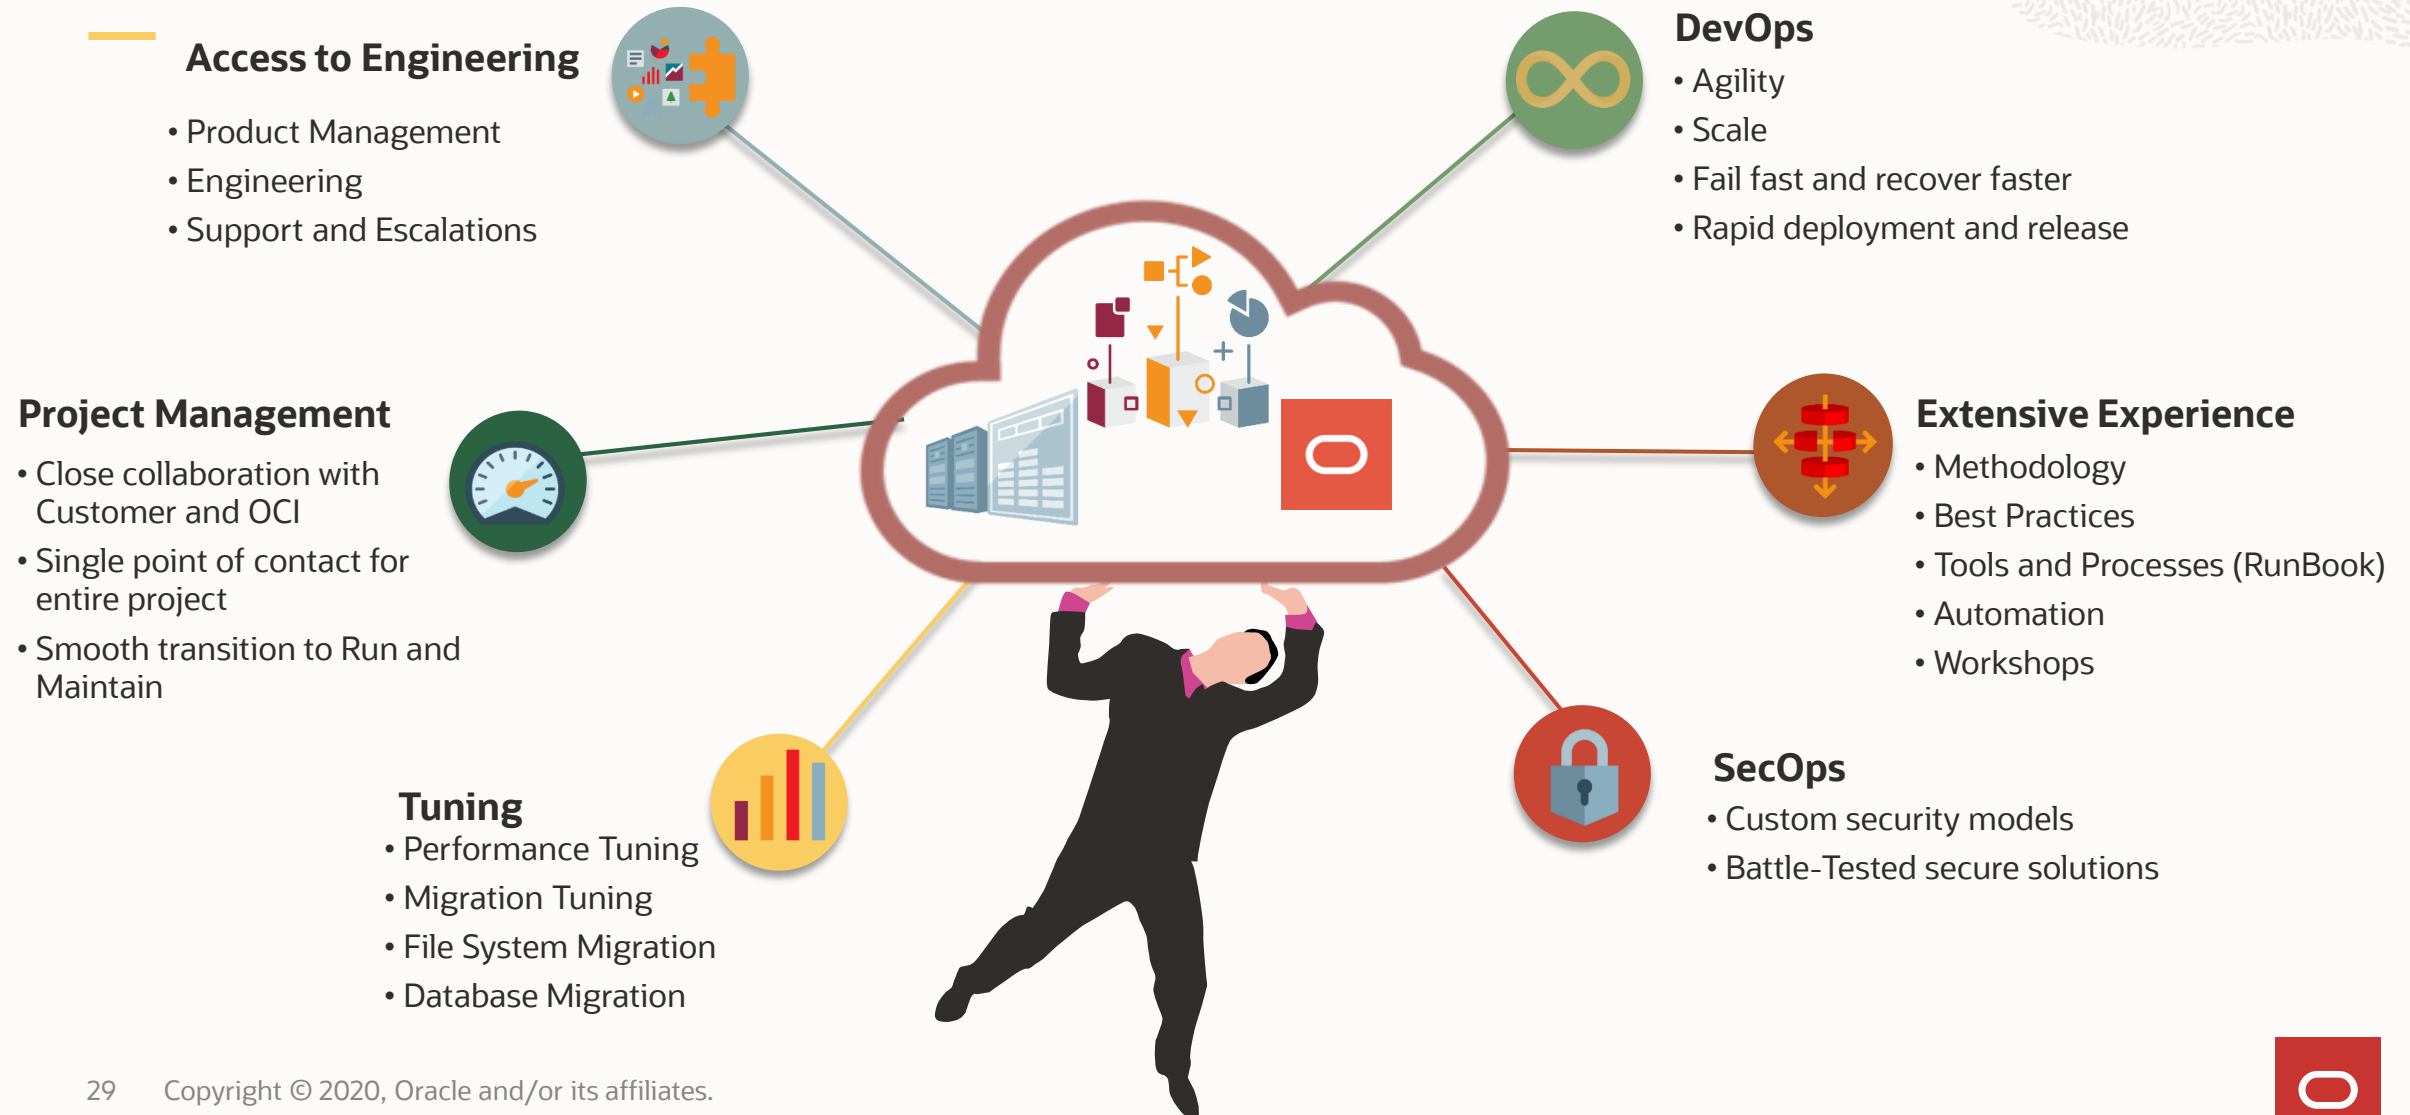 Access to Engineering
• Product Management
• Engineering
• Support and Escalations
DevOps
• Agility
• Scale
• Fail fast and recover faster
• Rapid deployment and release
Project Management
• Close collaboration with
Customer and OCI
• Single point of contact for
entire project
• Smooth transition to Run and
Maintain
Extensive Experience
• Methodology
• Best Practices
• Tools and Processes (RunBook)
• Automation
• Workshops
Tuning
• Performance Tuning
• Migration Tuning
• File System Migration
• Database Migration
SecOps
• Custom security models
• Battle-Tested secure solutions
29 Copyright © 2020, Oracle and/or its affiliates.